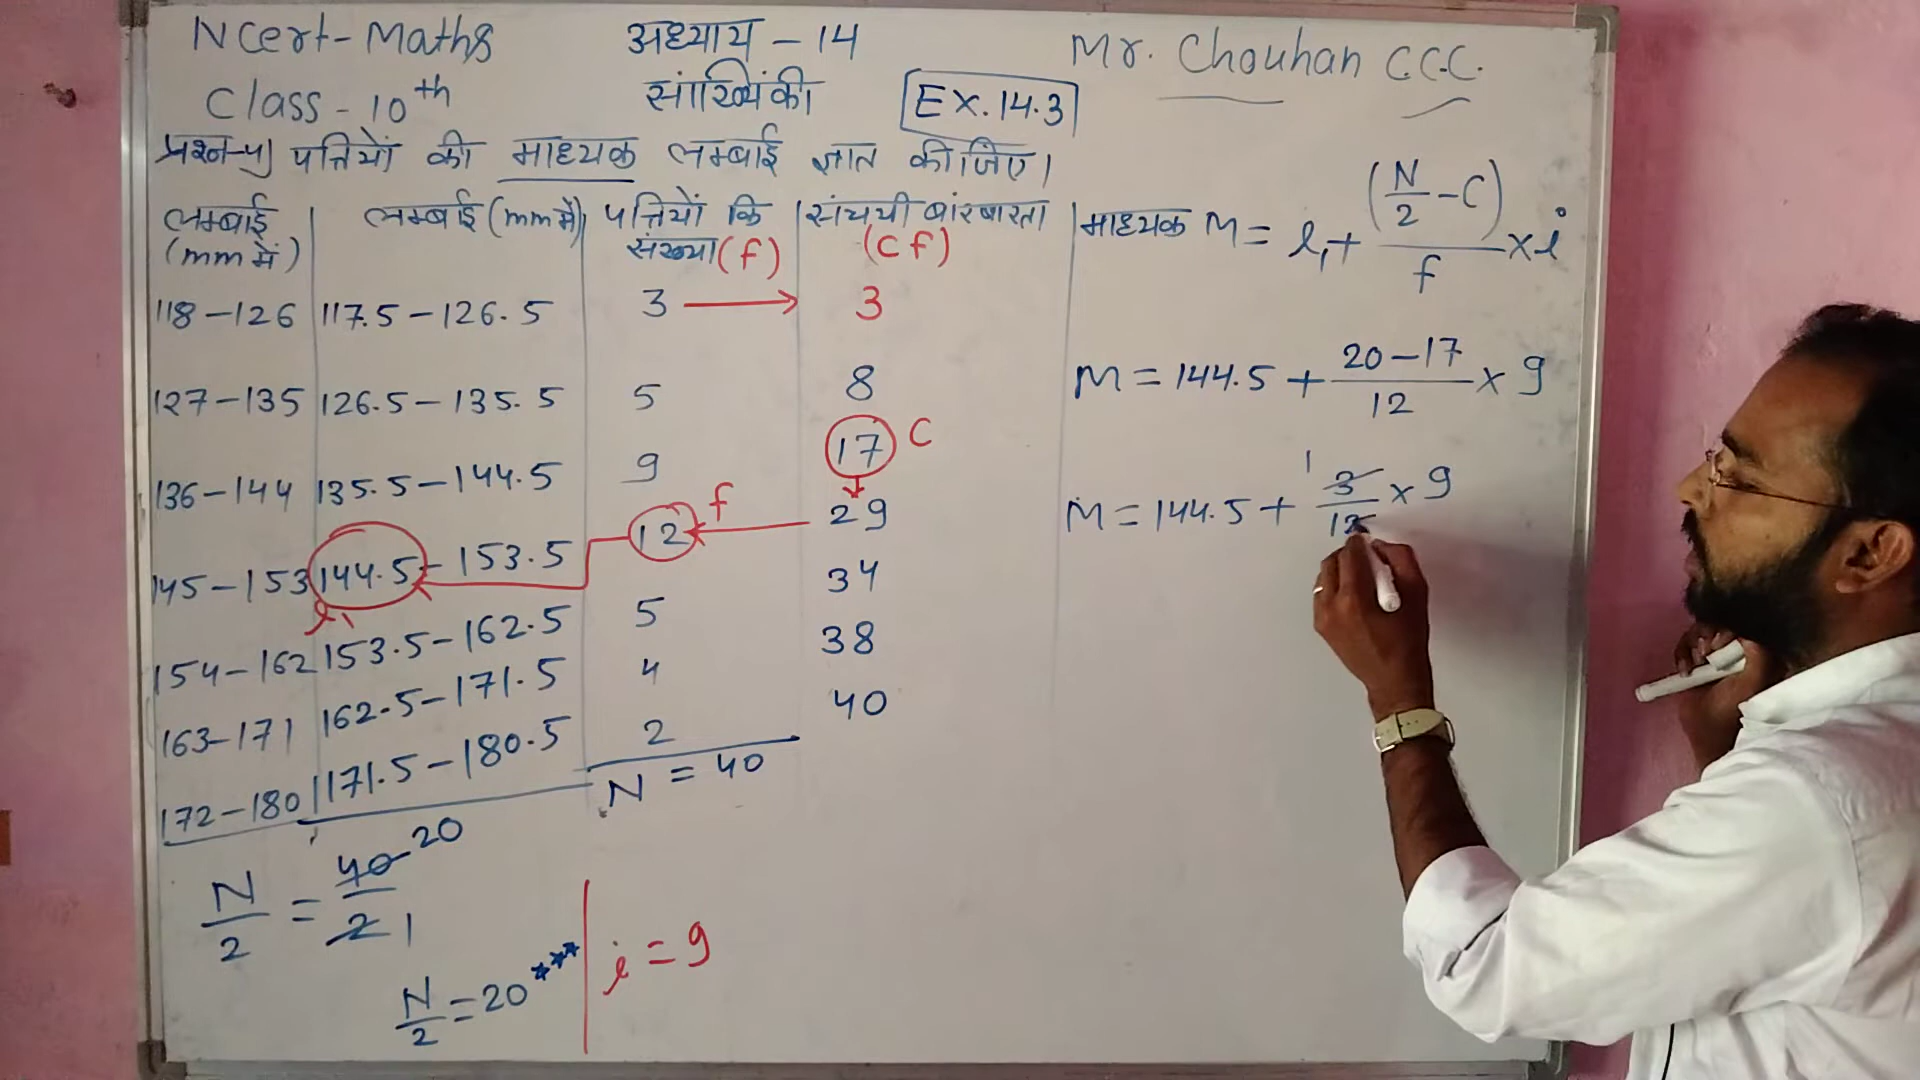 Ncert-Maths
Class-10th
अध्याय-14
सांख्यिंकी
EX.14.3
Mr. Chouhan C.C.C.
पत्तियों की माध्यक लम्बाई ज्ञात कीजिए।
लम्बाई (mm में) | लम्बाई (mm में) | पत्तियों कि संख्या (f) | संचयी बांरबारता (cf)
118-126 | 117.5-126.5 | 3 → 3
127-135 | 126.5-135.5 | 5 | 8
136-144 | 135.5-144.5 | 9 | 17 C
145-153 | 144.5-153.5 | 12 f | 29
l1
154-162 | 153.5-162.5 | 5 | 34
163-171 | 162.5-171.5 | 4 | 38
172-180 | 171.5-180.5 | 2 | 40
N = 40
N/2 = 40/2 20 1
N/2 = 20 ***
i = 9
माध्यक M = l1 + (N/2 - C)/f × i
M = 144.5 + 20-17/12 × 9
M = 144.5 + 1 3/12 × 9